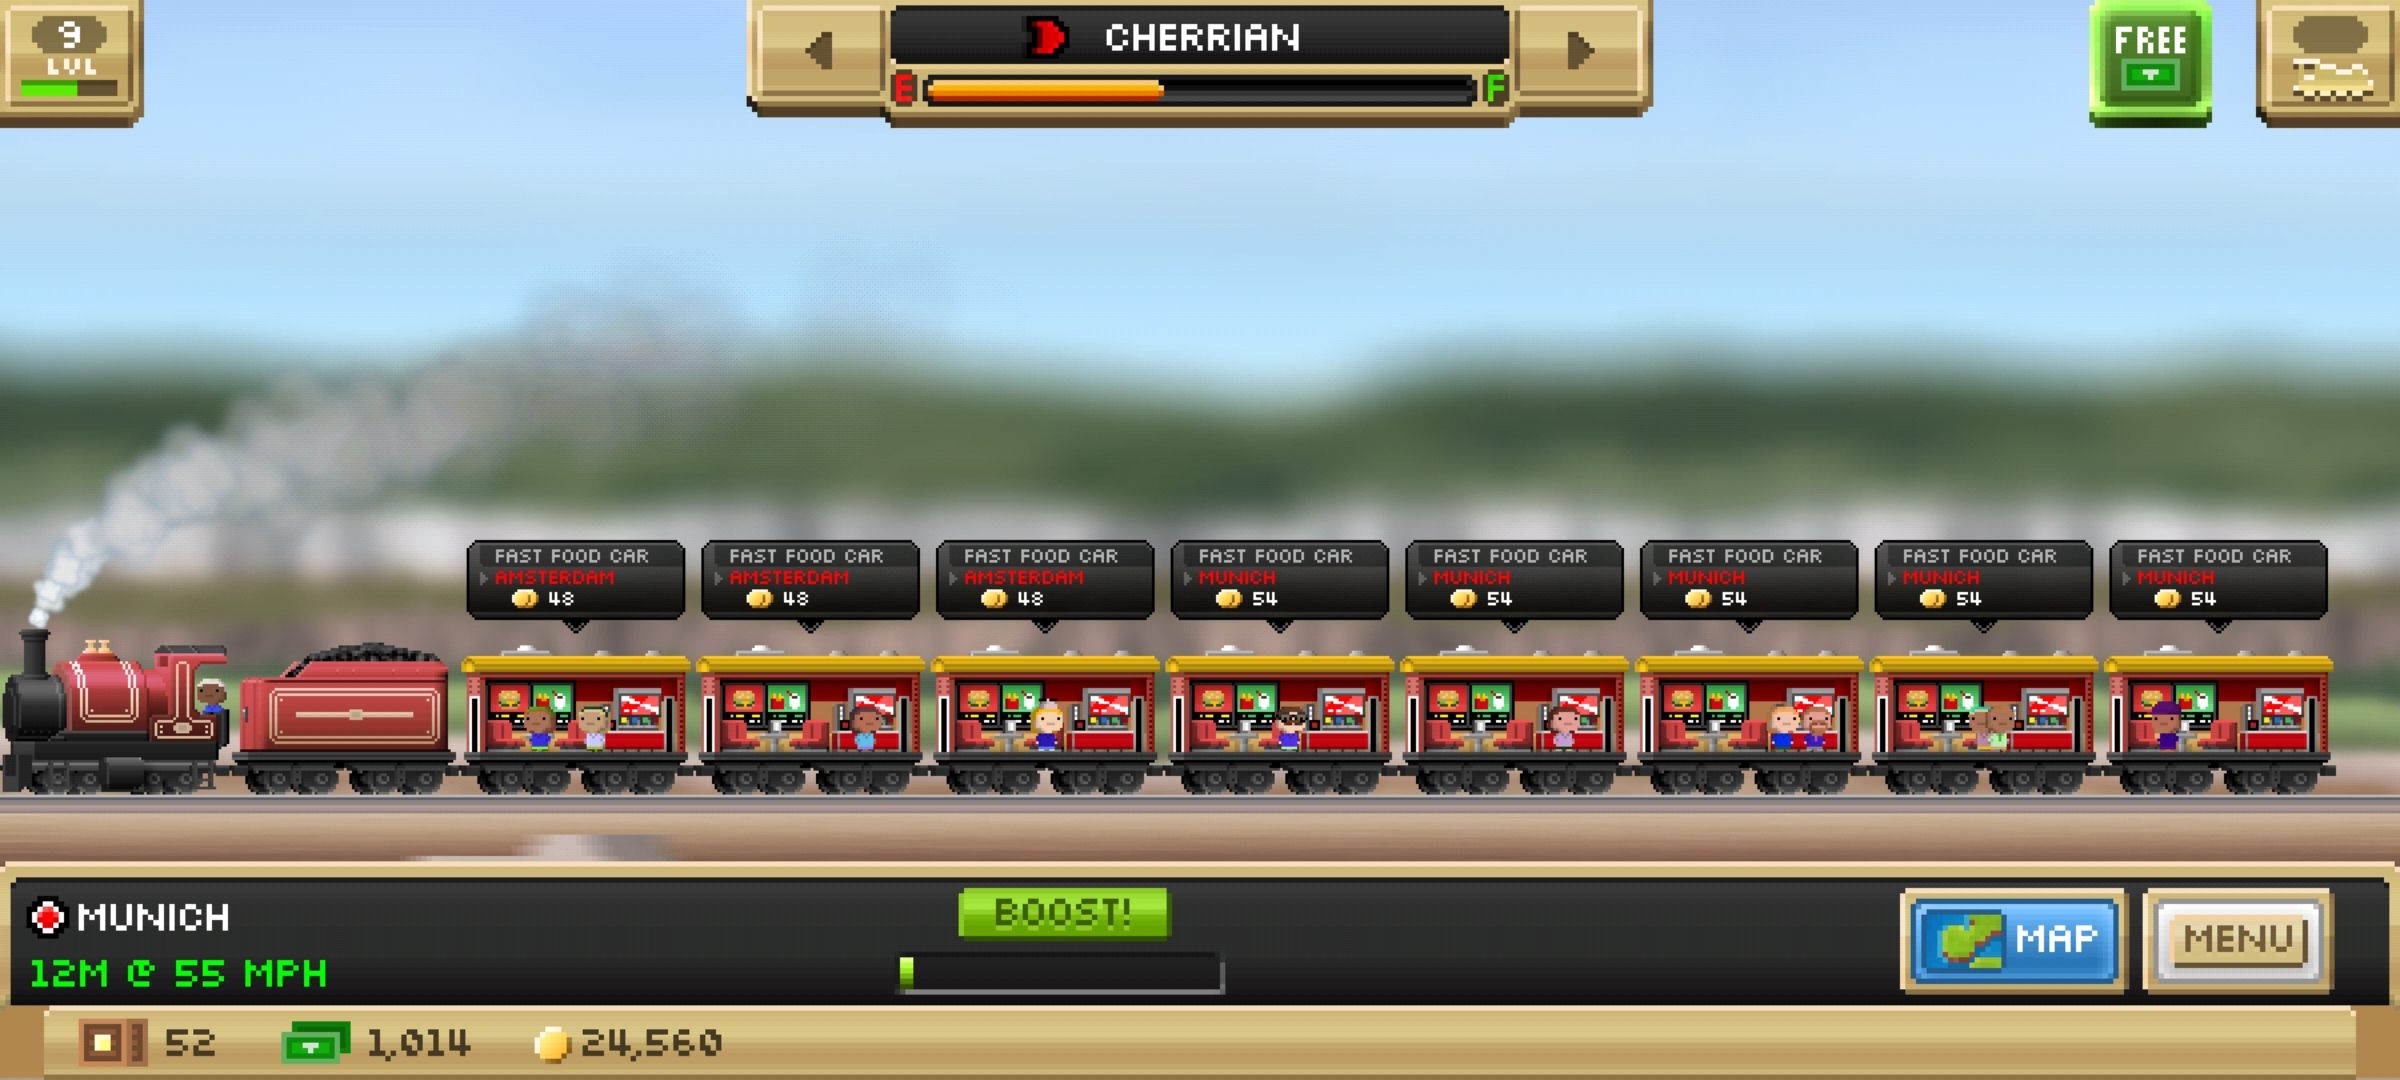 9
LVL
CHERRIAN
E
F
FREE
FAST FOOD CAR
AMSTERDAM
48
FAST FOOD CAR
AMSTERDAM
48
FAST FOOD CAR
AMSTERDAM
48
FAST FOOD CAR
MUNICH
54
FAST FOOD CAR
MUNICH
54
FAST FOOD CAR
MUNICH
54
FAST FOOD CAR
MUNICH
54
FAST FOOD CAR
MUNICH
54
MUNICH
12M @ 55 MPH
BOOST!
MAP
MENU
52
1,014
24,560